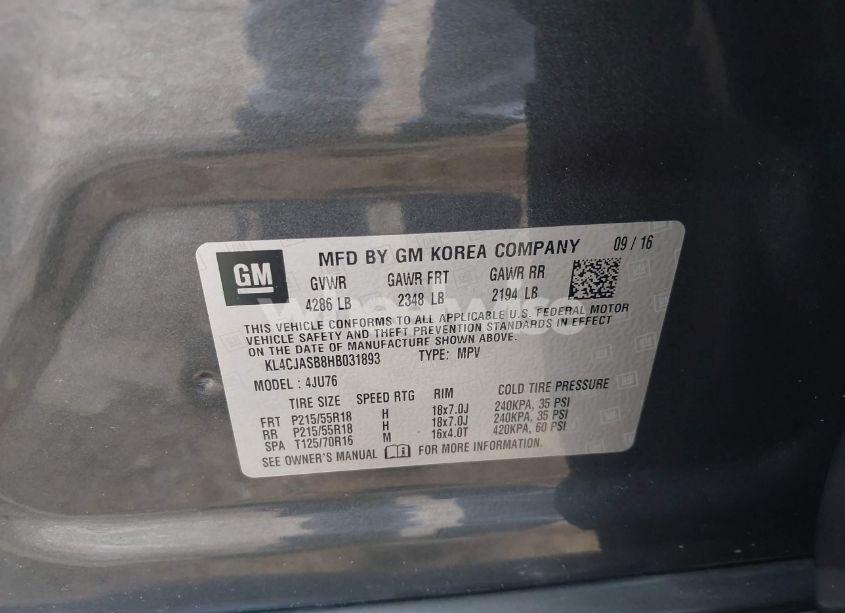 GM
MFD BY GM KOREA COMPANY 09 / 16
GVWR GAWR FRT GAWR RR
4286 LB 2348 LB 2194 LB
THIS VEHICLE CONFORMS TO ALL APPLICABLE U.S. FEDERAL MOTOR
VEHICLE SAFETY AND THEFT PREVENTION STANDARDS IN EFFECT
ON THE DATE OF MANUFACTURE SHOWN ABOVE.
KL4CJASB8HB031893 TYPE: MPV
MODEL : 4JU76
TIRE SIZE SPEED RTG RIM COLD TIRE PRESSURE
FRT P215/55R18 H 18x7.0J 240KPA, 35 PSI
RR P215/55R18 H 18x7.0J 240KPA, 35 PSI
SPA T125/70R16 M 16x4.0T 420KPA, 60 PSI
SEE OWNER'S MANUAL FOR MORE INFORMATION.